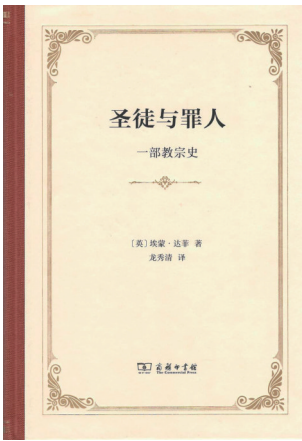 圣徒与罪人
一部教宗史
〔英〕埃蒙·达菲 著
龙秀清 译
商务印书馆
The Commercial Press